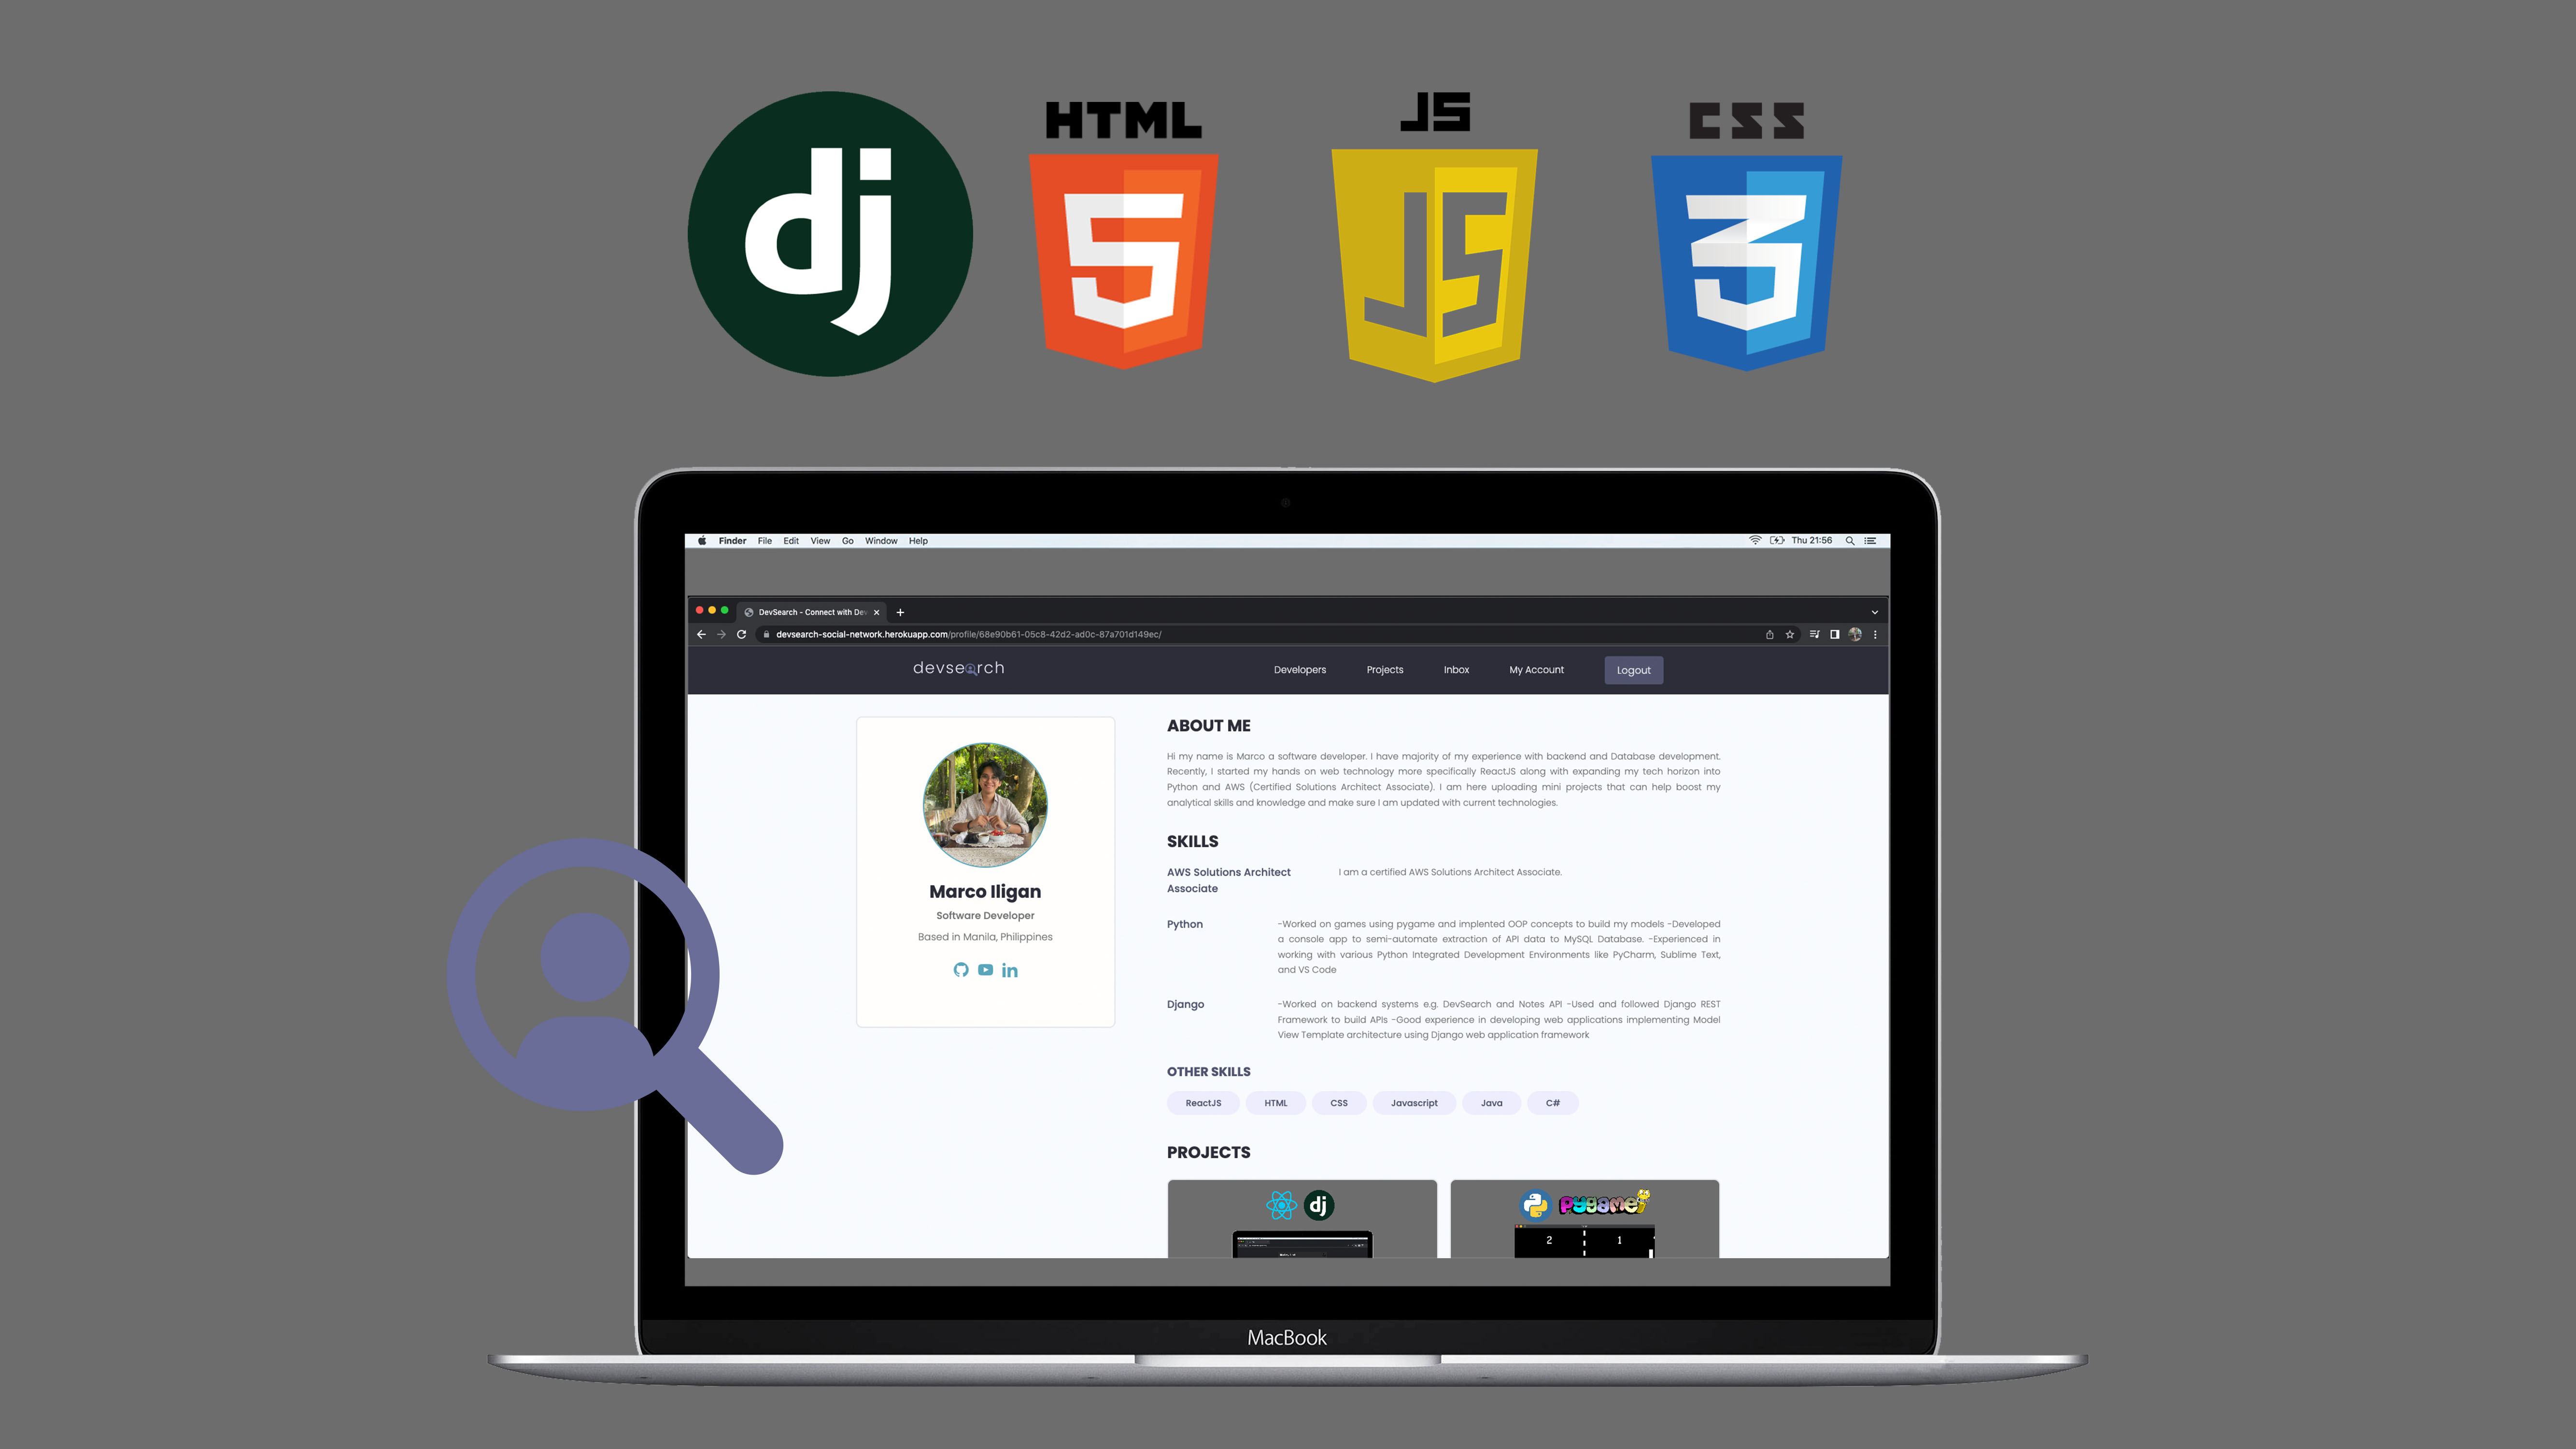 HTML
JS
CSS
dj
5
JS
3
Finder File Edit View Go Window Help
Thu 21:56
DevSearch - Connect with Dev
devsearch-social-network.herokuapp.com/profile/68e90b61-05c8-42d2-ad0c-87a701d149ec/
devsearch
Developers
Projects
Inbox
My Account
Logout
Marco Iligan
Software Developer
Based in Manila, Philippines
in
ABOUT ME
Hi my name is Marco a software developer. I have majority of my experience with backend and Database development.
Recently, I started my hands on web technology more specifically ReactJS along with expanding my tech horizon into
Python and AWS (Certified Solutions Architect Associate). I am here uploading mini projects that can help boost my
analytical skills and knowledge and make sure I am updated with current technologies.
SKILLS
AWS Solutions Architect
Associate
I am a certified AWS Solutions Architect Associate.
Python
-Worked on games using pygame and implented OOP concepts to build my models -Developed
a console app to semi-automate extraction of API data to MySQL Database. -Experienced in
working with various Python Integrated Development Environments like PyCharm, Sublime Text,
and VS Code
Django
-Worked on backend systems e.g. DevSearch and Notes API -Used and followed Django REST
Framework to build APIs -Good experience in developing web applications implementing Model
View Template architecture using Django web application framework
OTHER SKILLS
ReactJS
HTML
CSS
Javascript
Java
C#
PROJECTS
dj
pygame
2 1
MacBook